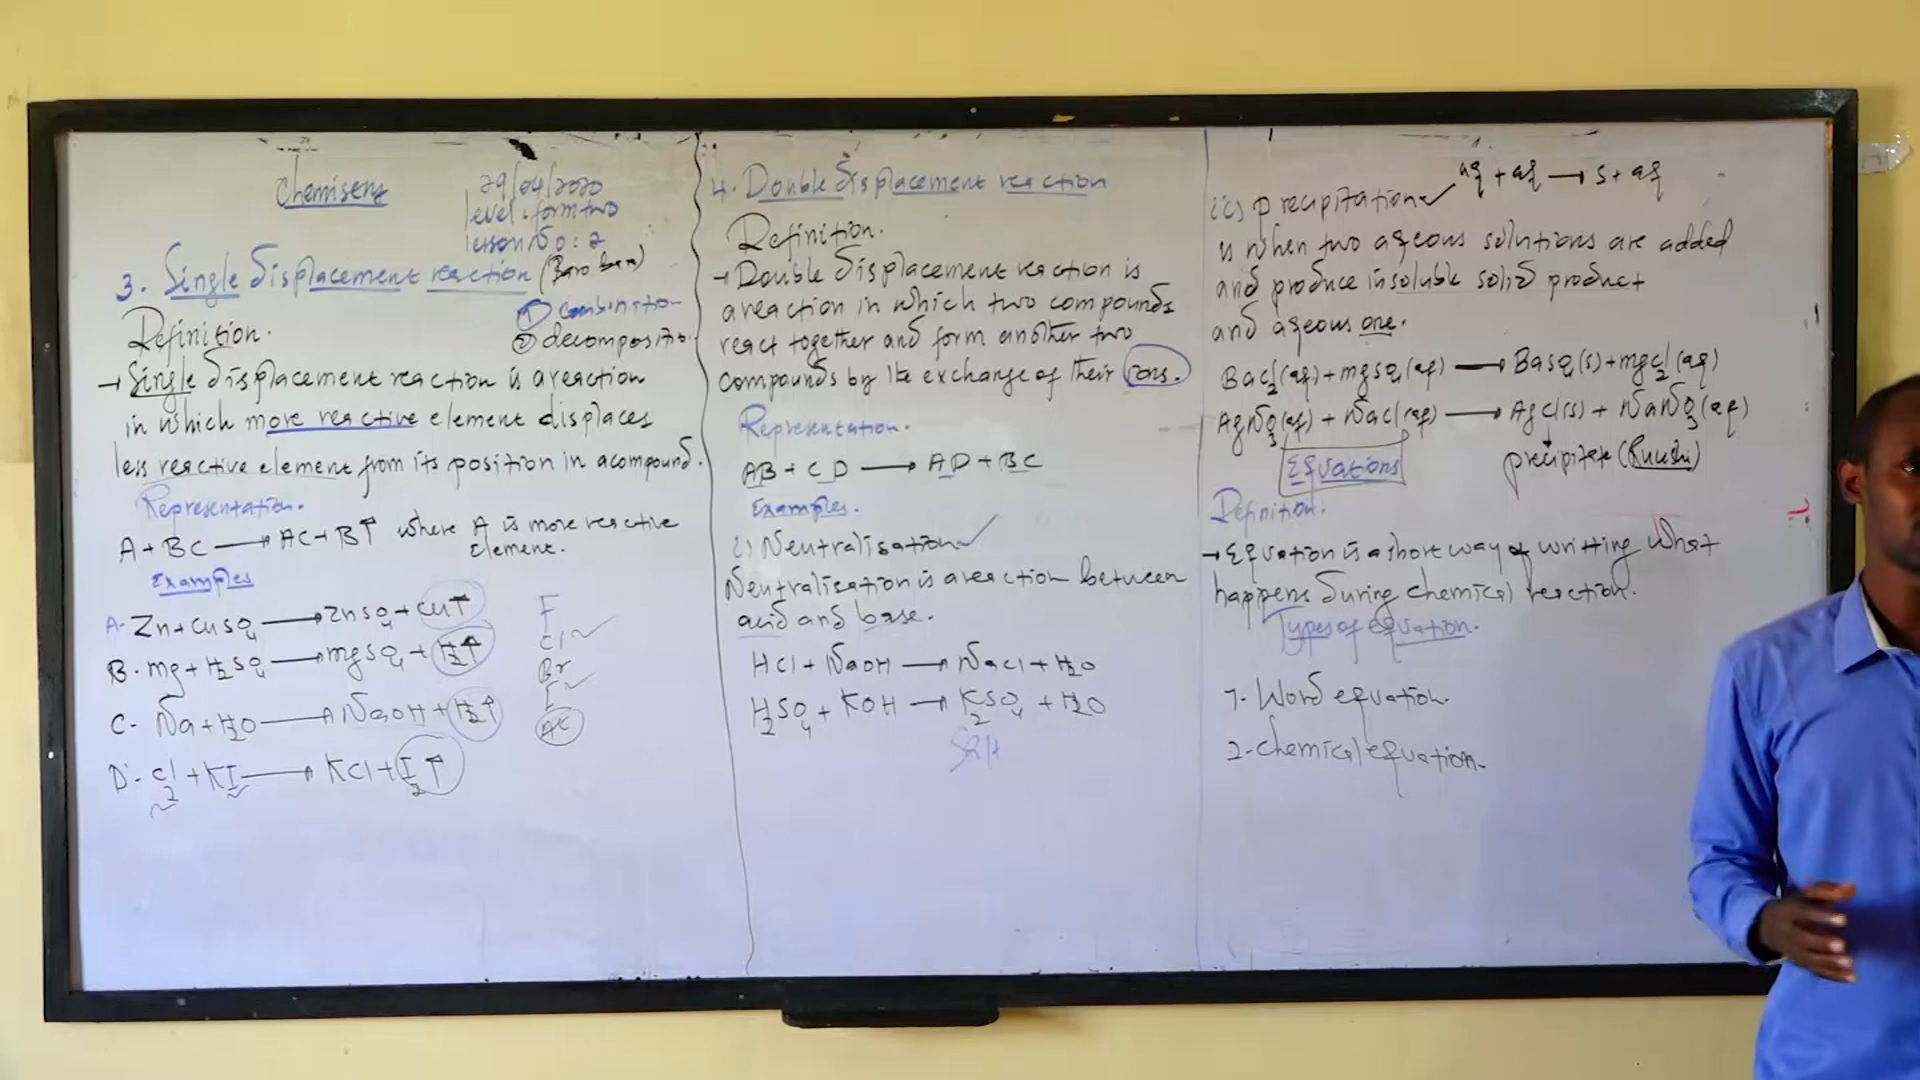 Chemistry
29/04/2020
level: form two
lesson No: 2
3. Single displacement reaction (Baro bara)
① combination
② decomposito
Definition.
→ Single displacement reaction is a reaction
in which more reactive element displaces
less reactive element from its position in a compound.
Representation.
A + BC → AC + B↑ where A is more reactive
element.
Examples
A- Zn + CuSO₄ → ZnSO₄ + Cu↑
B. Mg + H₂SO₄ → MgSO₄ + H₂↑
C- Na + H₂O → NaOH + H₂↑
D- Cl₂ + KI → KCl + I₂↑
F
Cl ✓
Br
I ✓
At
4. Double displacement reaction
Definition.
→ Double displacement reaction is
a reaction in which two compounds
react together and form another two
compounds by the exchange of their ions.
Representation.
AB + CD → AD + BC
Examples.
i) Neutralisation ✓
Neutralisation is a reaction between
acid and base.
HCl + NaOH → NaCl + H₂O
H₂SO₄ + KOH → K₂SO₄ + H₂O
Salt
ii) precipitation ✓ aq + aq → s + aq
is when two aqeous solutions are added
and produce insoluble solid product
and aqeous one.
BaCl₂(aq) + MgSO₄(aq) → BaSO₄(s) + MgCl₂(aq)
AgNO₃(aq) + NaCl(aq) → AgCl(s) + NaNO₃(aq)
precipitate (Ruushi)
Equations
Definition.
→ Equation is a short way of writting what
happens during chemical reaction.
Types of equation.
1. Word equation.
2- chemical equation.